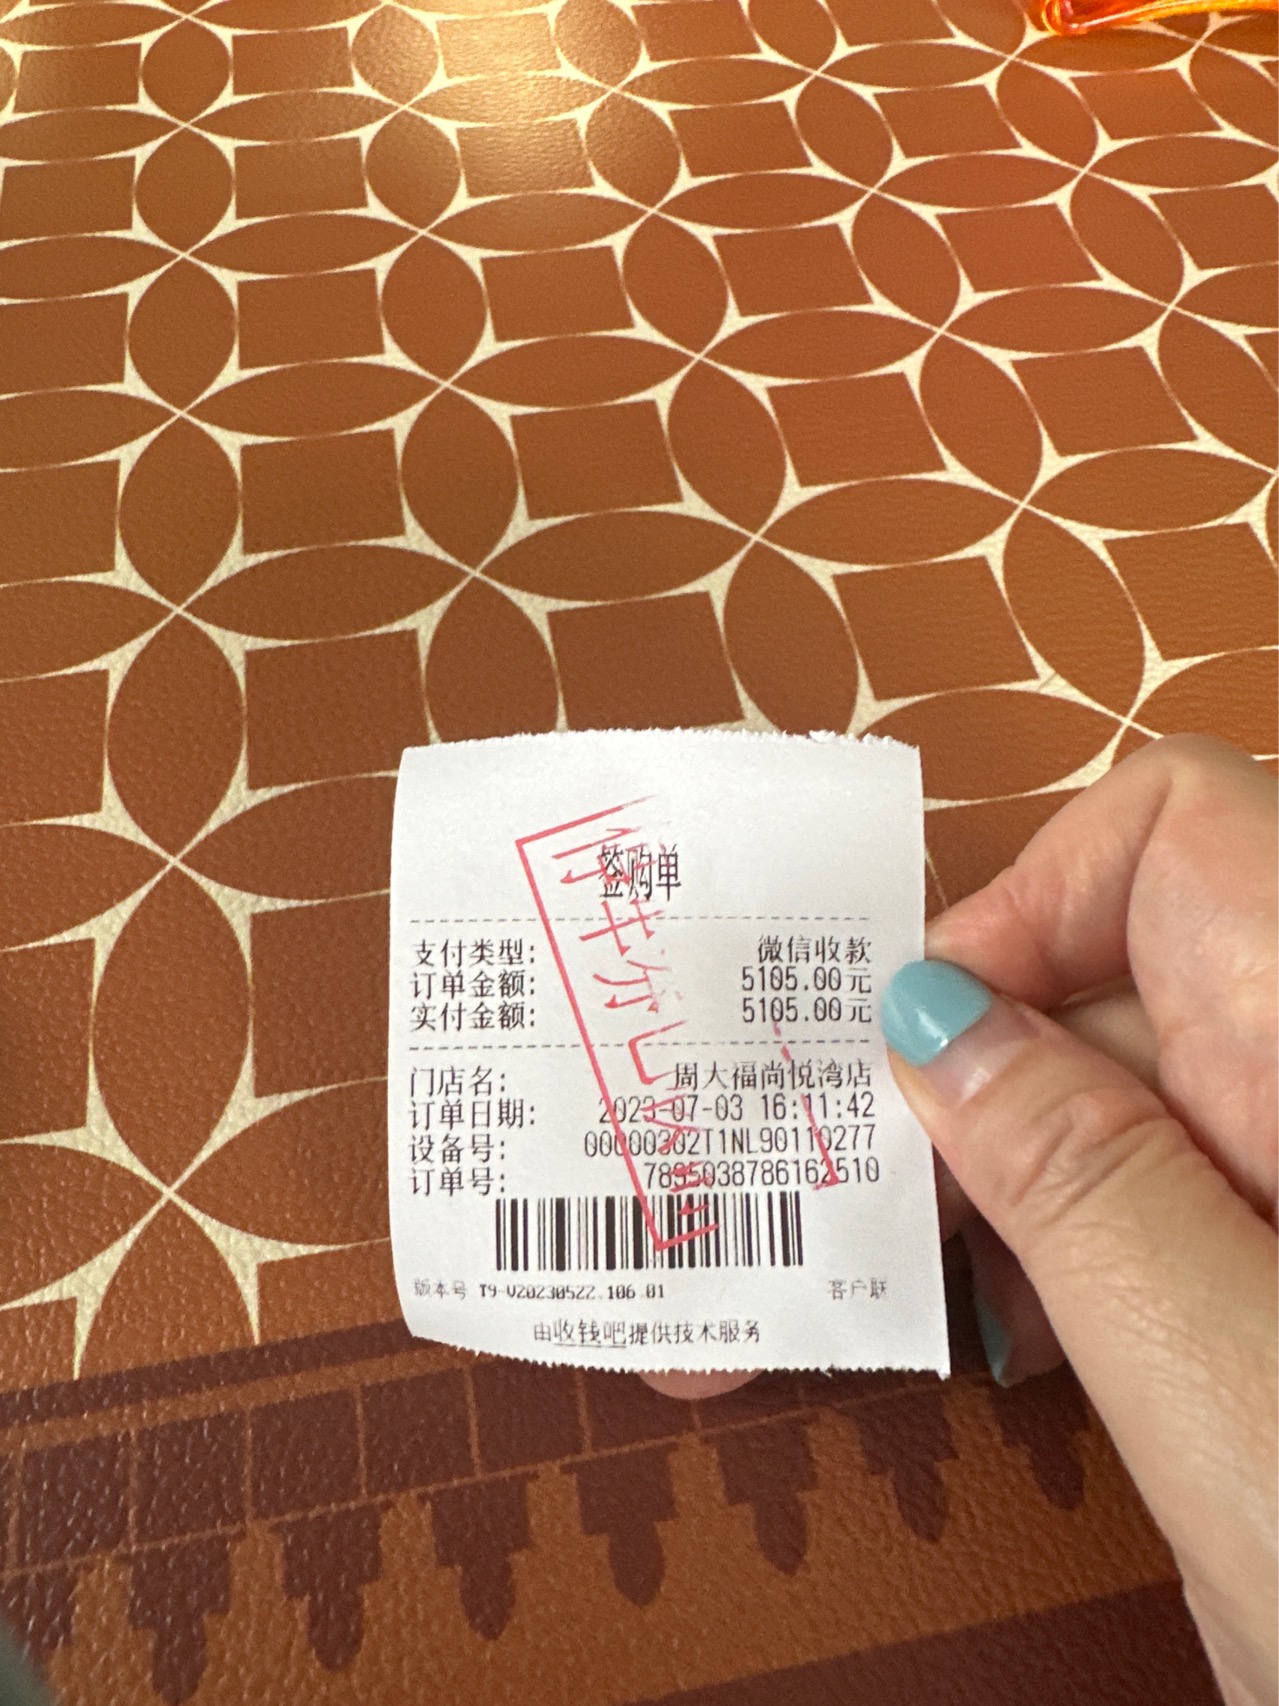 签购单
支付类型: 微信收款
订单金额: 5105.00元
实付金额: 5105.00元
门店名: 周大福尚悦湾店
订单日期: 2023-07-03 16:11:42
设备号: 00000302T1NL90110277
订单号: 7895038786162510
版本号 T9-V20230522.106.01 客户联
由收钱吧提供技术服务